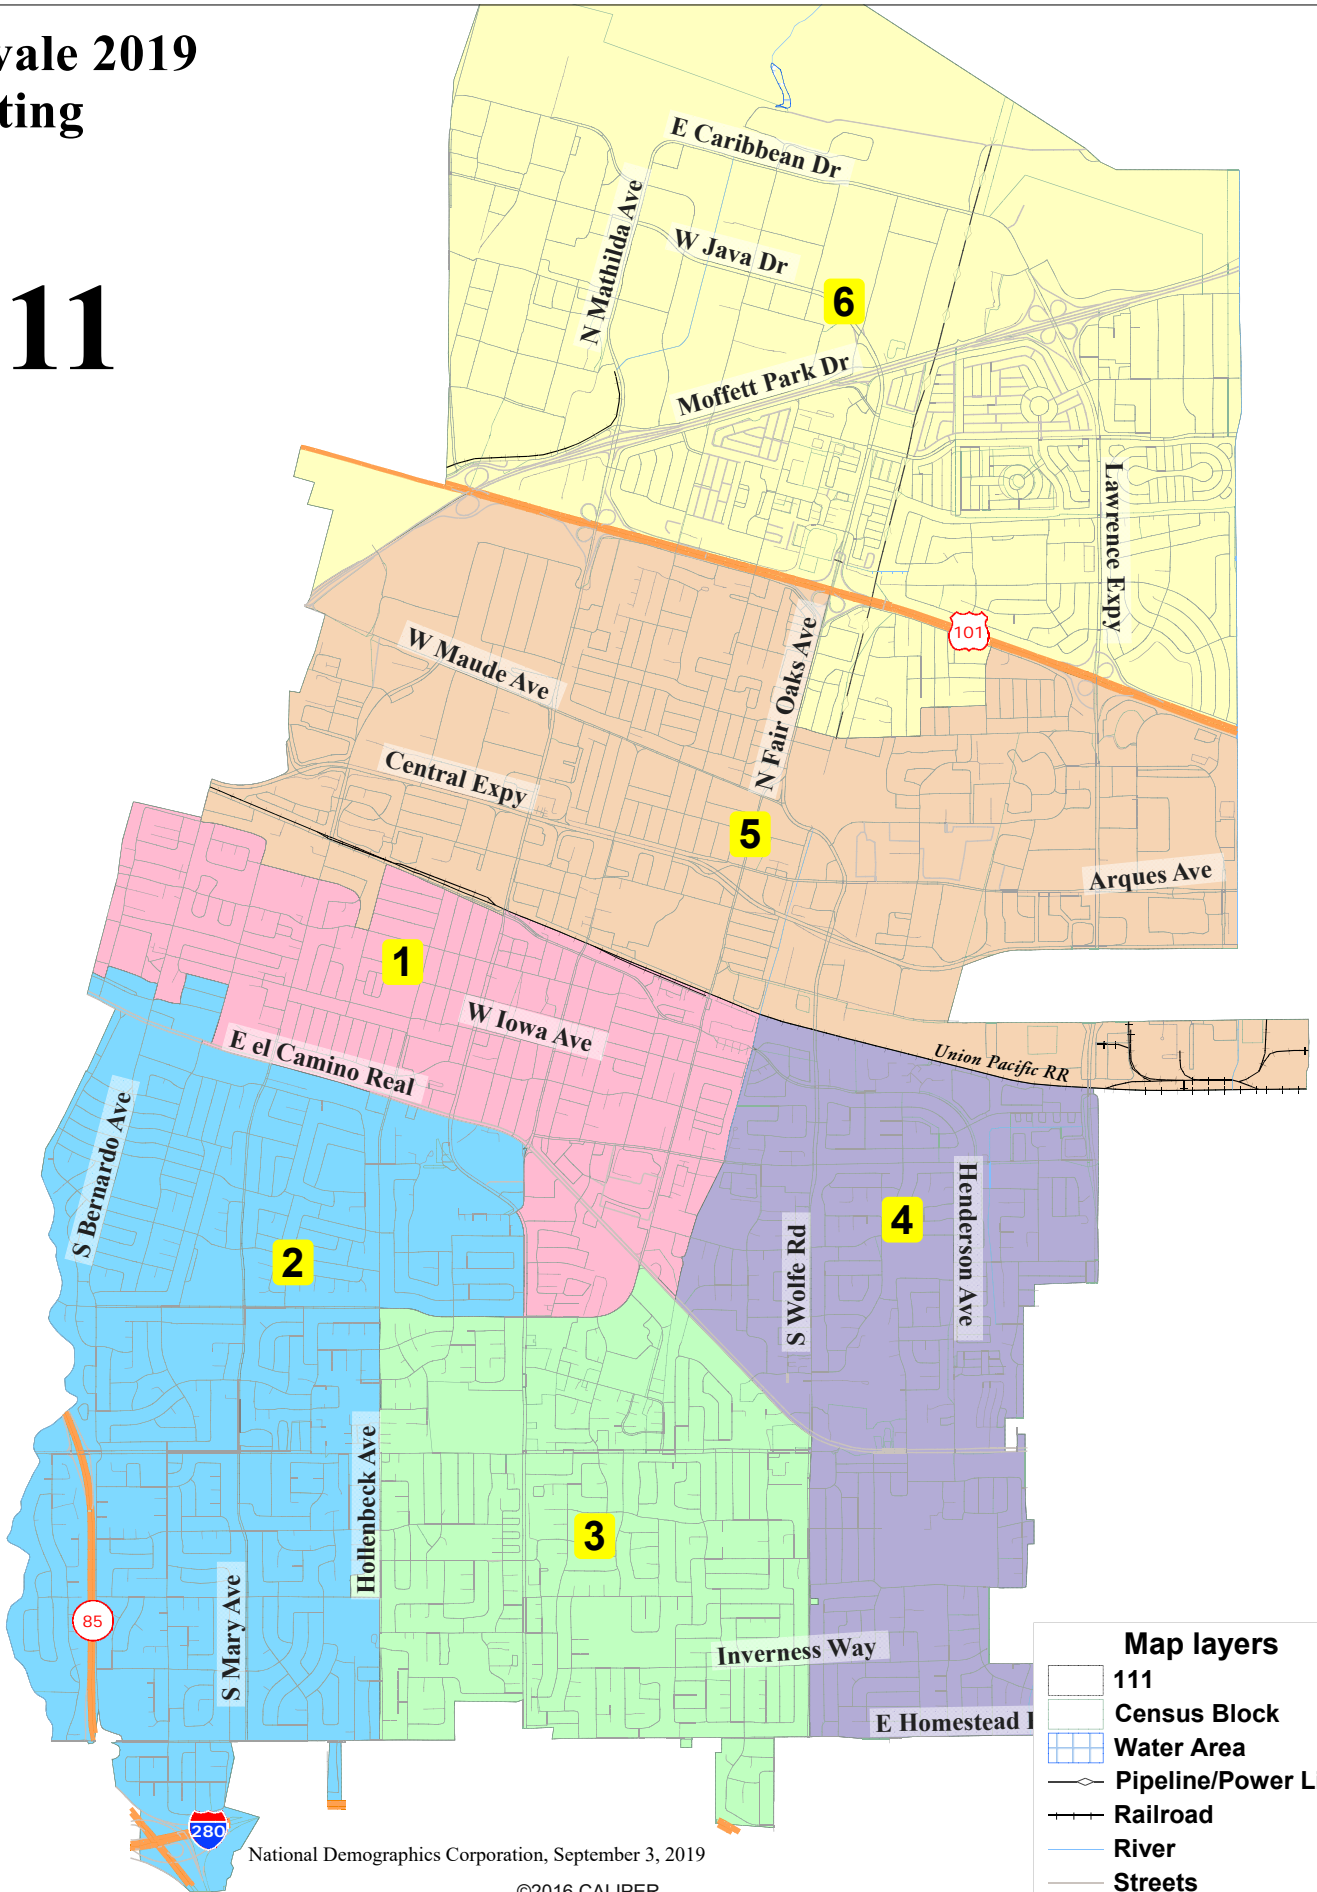 vale 2019
ting
11
E Caribbean Dr
N Mathilda Ave
W Java Dr
6
Moffett Park Dr
Lawrence Expy
101
W Maude Ave
N Fair Oaks Ave
Central Expy
5
Arques Ave
1
W Iowa Ave
E el Camino Real
Union Pacific RR
S Bernardo Ave
Henderson Ave
4
S Wolfe Rd
2
Hollenbeck Ave
3
85
S Mary Ave
Inverness Way
E Homestead
280
Map layers
111
Census Block
Water Area
Pipeline/Power Li
Railroad
River
Streets
National Demographics Corporation, September 3, 2019
©2016 CALIPER